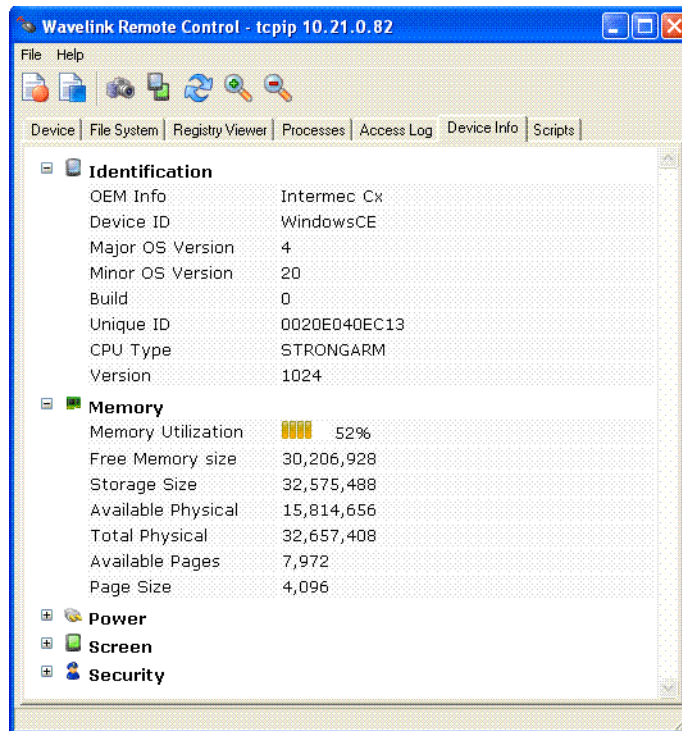 Wavelink Remote Control - tcpip 10.21.0.82
File Help
Device File System Registry Viewer Processes Access Log Device Info Scripts
Identification
OEM Info Intermec Cx
Device ID WindowsCE
Major OS Version 4
Minor OS Version 20
Build 0
Unique ID 0020E040EC13
CPU Type STRONGARM
Version 1024
Memory
Memory Utilization 52%
Free Memory size 30,206,928
Storage Size 32,575,488
Available Physical 15,814,656
Total Physical 32,657,408
Available Pages 7,972
Page Size 4,096
Power
Screen
Security